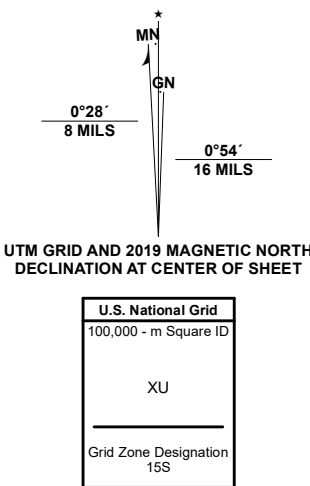 MN
GN
0°28´
8 MILS
0°54´
16 MILS
UTM GRID AND 2019 MAGNETIC NORTH
DECLINATION AT CENTER OF SHEET
U.S. National Grid
100,000 - m Square ID
XU
Grid Zone Designation
15S